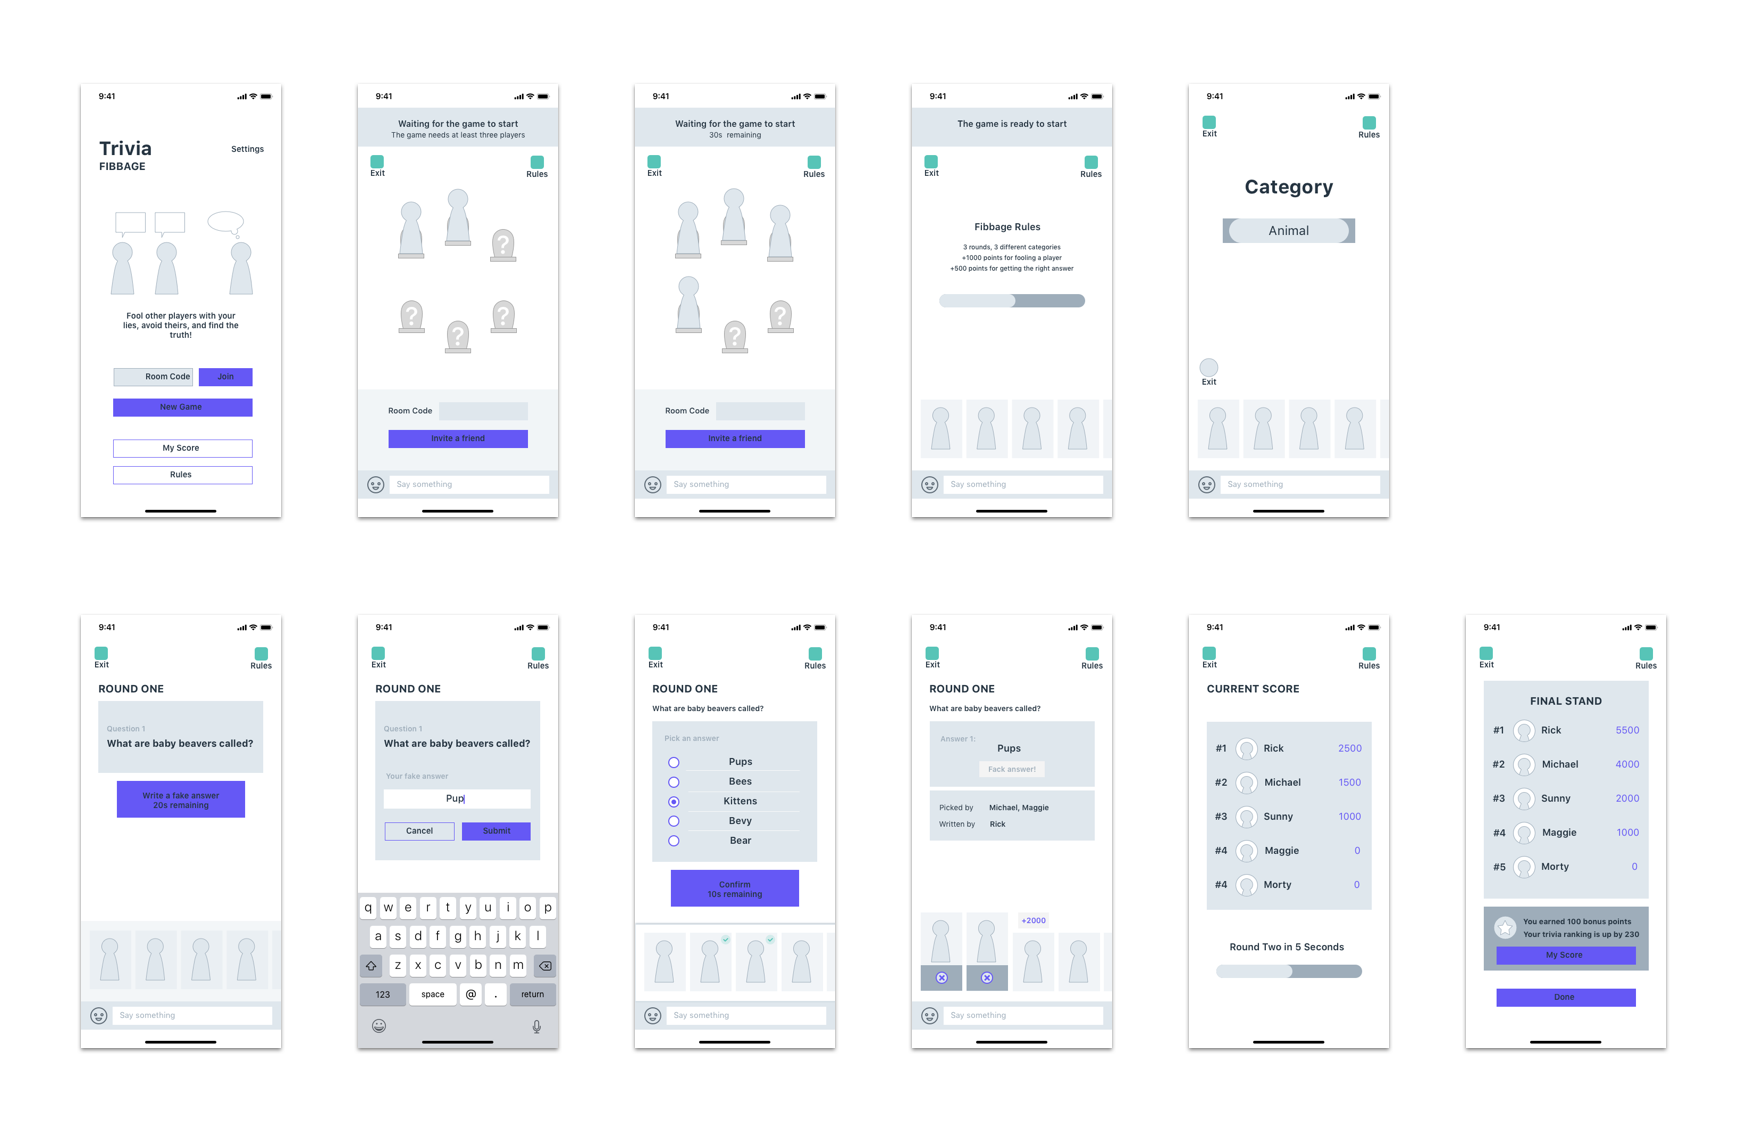 9:41
Trivia
Settings
FIBBAGE
Fool other players with your
lies, avoid theirs, and find the
truth!
Room Code
Join
New Game
My Score
Rules
9:41
Waiting for the game to start
The game needs at least three players
Exit
Rules
?
?
?
?
Room Code
Invite a friend
Say something
9:41
Waiting for the game to start
30s remaining
Exit
Rules
?
?
Room Code
Invite a friend
Say something
9:41
The game is ready to start
Exit
Rules
Fibbage Rules
3 rounds, 3 different categories
+1000 points for fooling a player
+500 points for getting the right answer
Say something
9:41
Exit
Rules
Category
Animal
Exit
Say something
9:41
Exit
Rules
ROUND ONE
Question 1
What are baby beavers called?
Write a fake answer
20s remaining
Say something
9:41
Exit
Rules
ROUND ONE
Question 1
What are baby beavers called?
Your fake answer
Pup
Cancel
Submit
q w e r t y u i o p
a s d f g h j k l
z x c v b n m
123 space @ . return
9:41
Exit
Rules
ROUND ONE
What are baby beavers called?
Pick an answer
Pups
Bees
Kittens
Bevy
Bear
Confirm
10s remaining
Say something
9:41
Exit
Rules
ROUND ONE
What are baby beavers called?
Answer 1:
Pups
Fack answer!
Picked by Michael, Maggie
Written by Rick
+2000
Say something
9:41
Exit
Rules
CURRENT SCORE
#1 Rick 2500
#2 Michael 1500
#3 Sunny 1000
#4 Maggie 0
#4 Morty 0
Round Two in 5 Seconds
9:41
Exit
Rules
FINAL STAND
#1 Rick 5500
#2 Michael 4000
#3 Sunny 2000
#4 Maggie 1000
#5 Morty 0
You earned 100 bonus points
Your trivia ranking is up by 230
My Score
Done